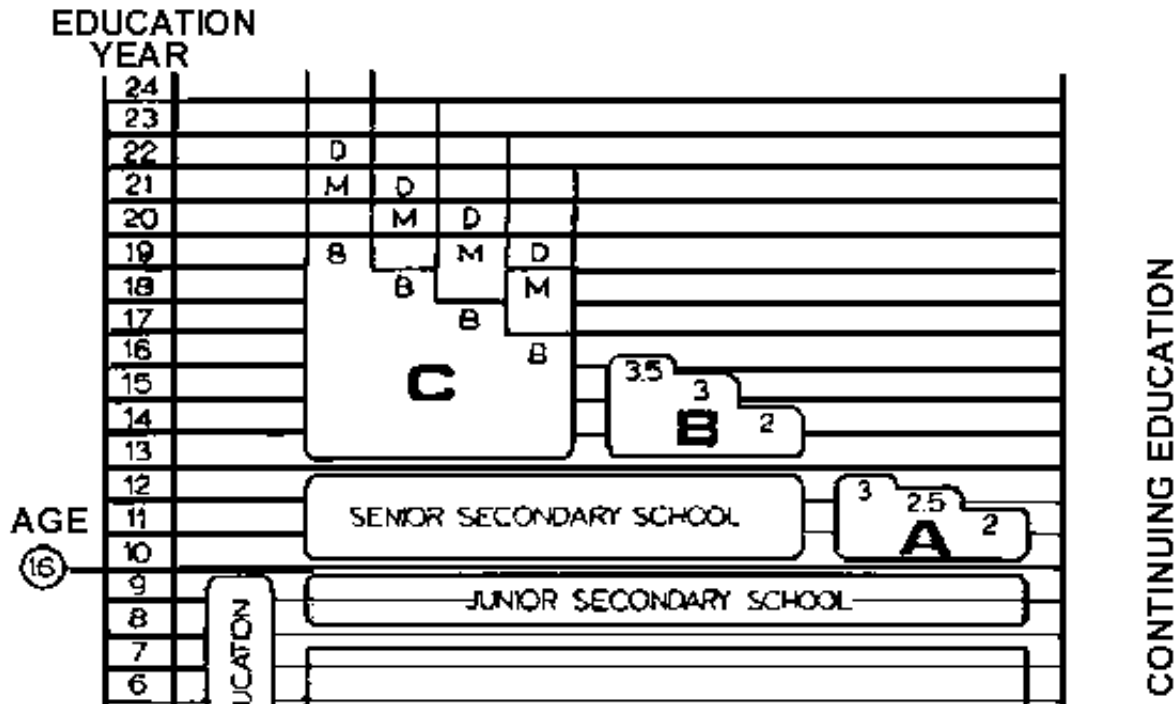 EDUCATION
YEAR
24
23
22 D
21 M D
20 M D
19 B M D
18 B M
17 B
16 B
15 3.5
C 3
14 B 2
13
12 3
2.5
AGE 11 SENIOR SECONDARY SCHOOL 2
A
10
16
9 JUNIOR SECONDARY SCHOOL
8
7
6
UCATION
CONTINUING EDUCATION